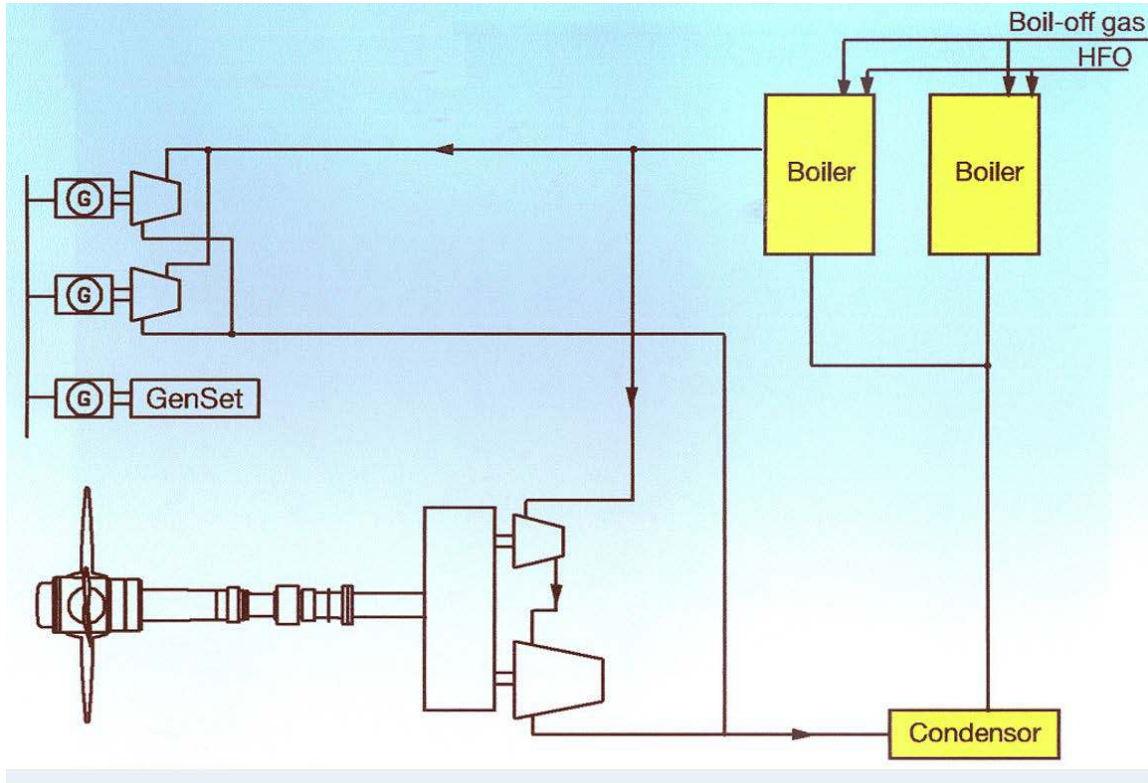 Boil-off gas
HFO
Boiler
Boiler
G
G
G
GenSet
Condensor